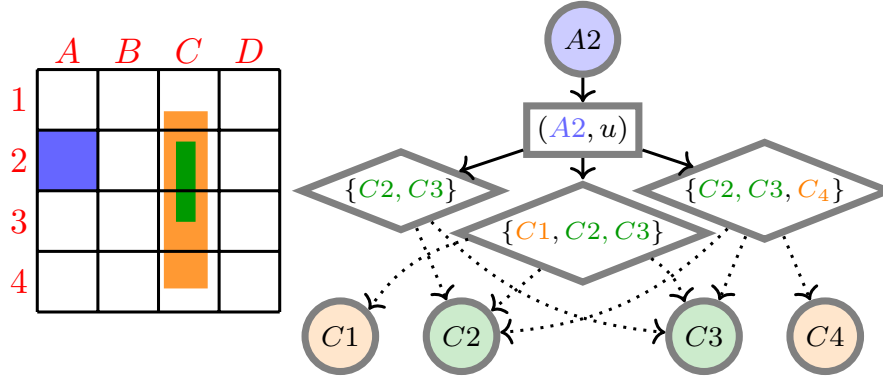 A B C D
1
2
3
4
A2
(A2, u)
{C2, C3}
{C1, C2, C3}
{C2, C3, C₄}
C1 C2 C3 C4